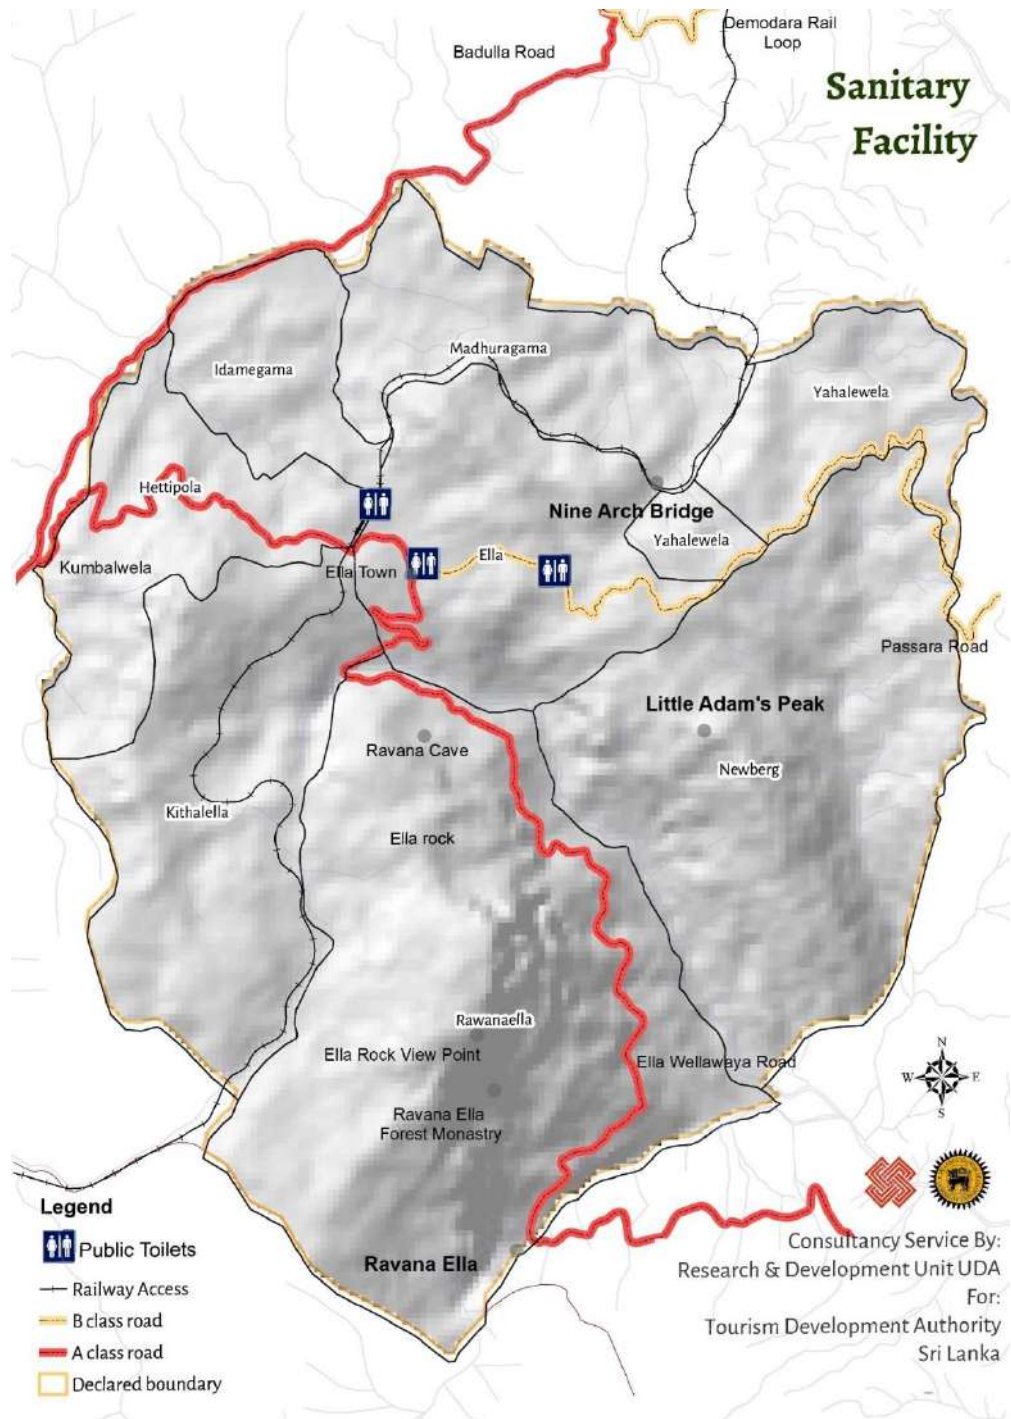 Demodara Rail
Loop
Badulla Road
Sanitary
Facility
Madhuragama
Idamegama
Yahalewela
Hettipola
Nine Arch Bridge
Yahalewela
Ella
Kumbalwela
Ella Town
Passara Road
Little Adam's Peak
Ravana Cave
Newberg
Kithalella
Ella rock
Rawanaella
Ella Rock View Point
Ella Wellawaya Road
N
W
E
S
Ravana Ella
Forest Monastry
Legend
Public Toilets
Railway Access
B class road
A class road
Declared boundary
Ravana Ella
Consultancy Service By:
Research & Development Unit UDA
For:
Tourism Development Authority
Sri Lanka